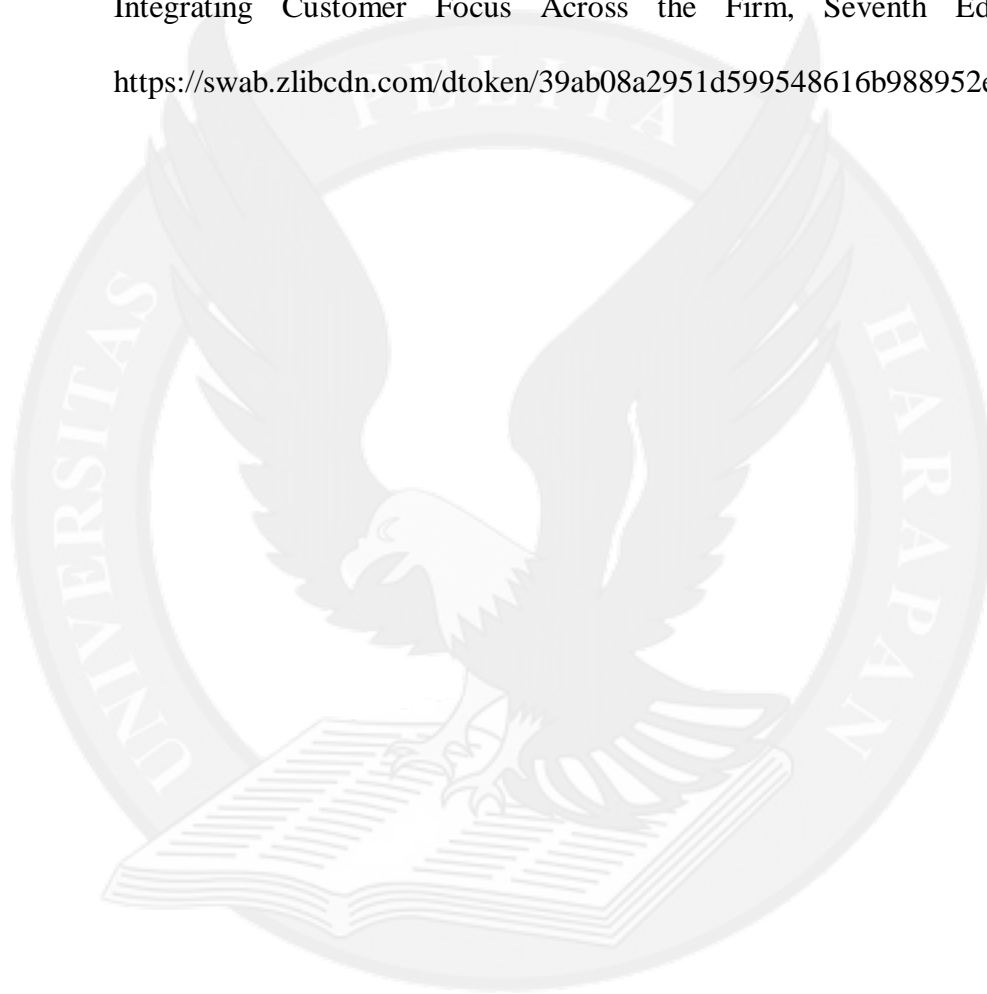 Integrating Customer Focus Across the Firm, Seventh Ed
https://swab.zlibcdn.com/dtoken/39ab08a2951d599548616b988952e
UNIVERSITAS PELITA HARAPAN